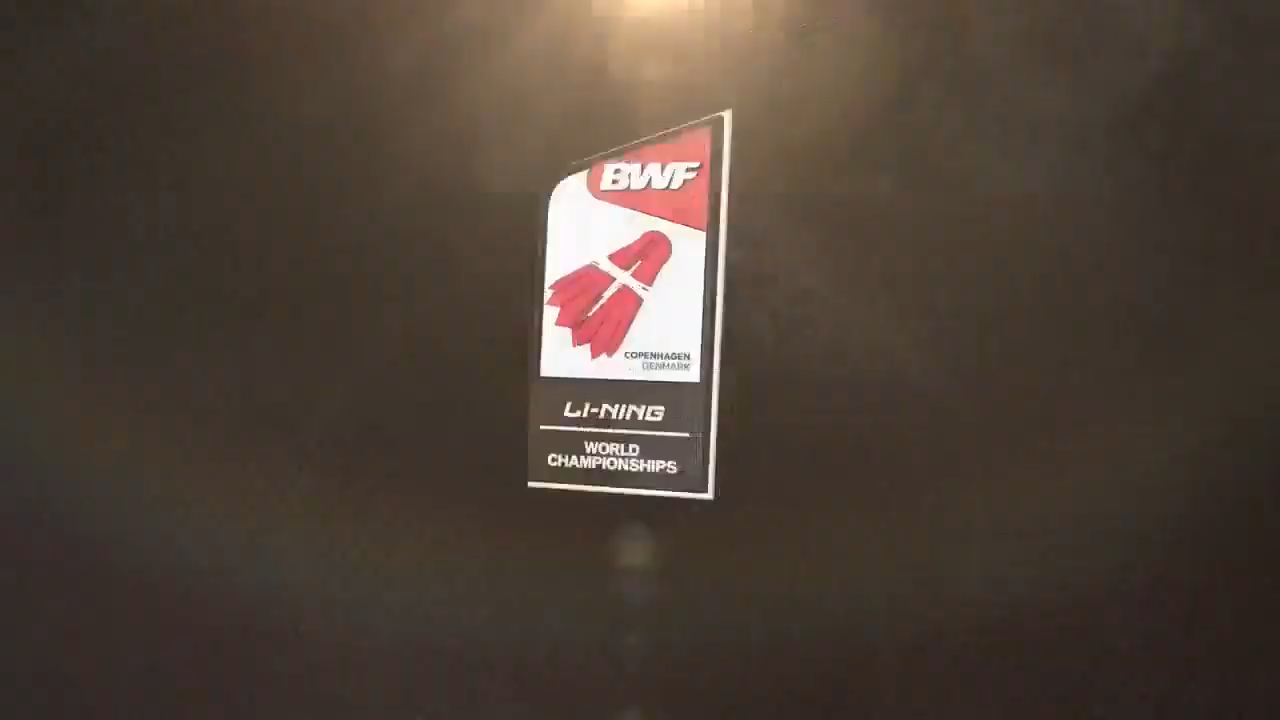 BWF
COPENHAGEN
DENMARK
LI-NING
WORLD
CHAMPIONSHIPS